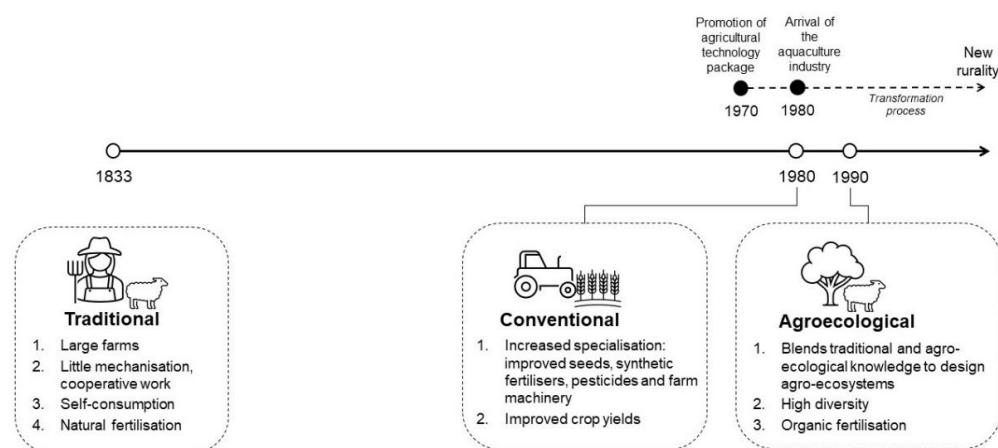 Promotion of
agricultural
technology
package
Arrival of
the
aquaculture
industry
New
rurality
1970
1980
Transformation
process
1833
1980
1990
Traditional
1. Large farms
2. Little mechanisation,
cooperative work
3. Self-consumption
4. Natural fertilisation
Conventional
1. Increased specialisation:
improved seeds, synthetic
fertilisers, pesticides and farm
machinery
2. Improved crop yields
Agroecological
1. Blends traditional and agro-
ecological knowledge to design
agro-ecosystems
2. High diversity
3. Organic fertilisation